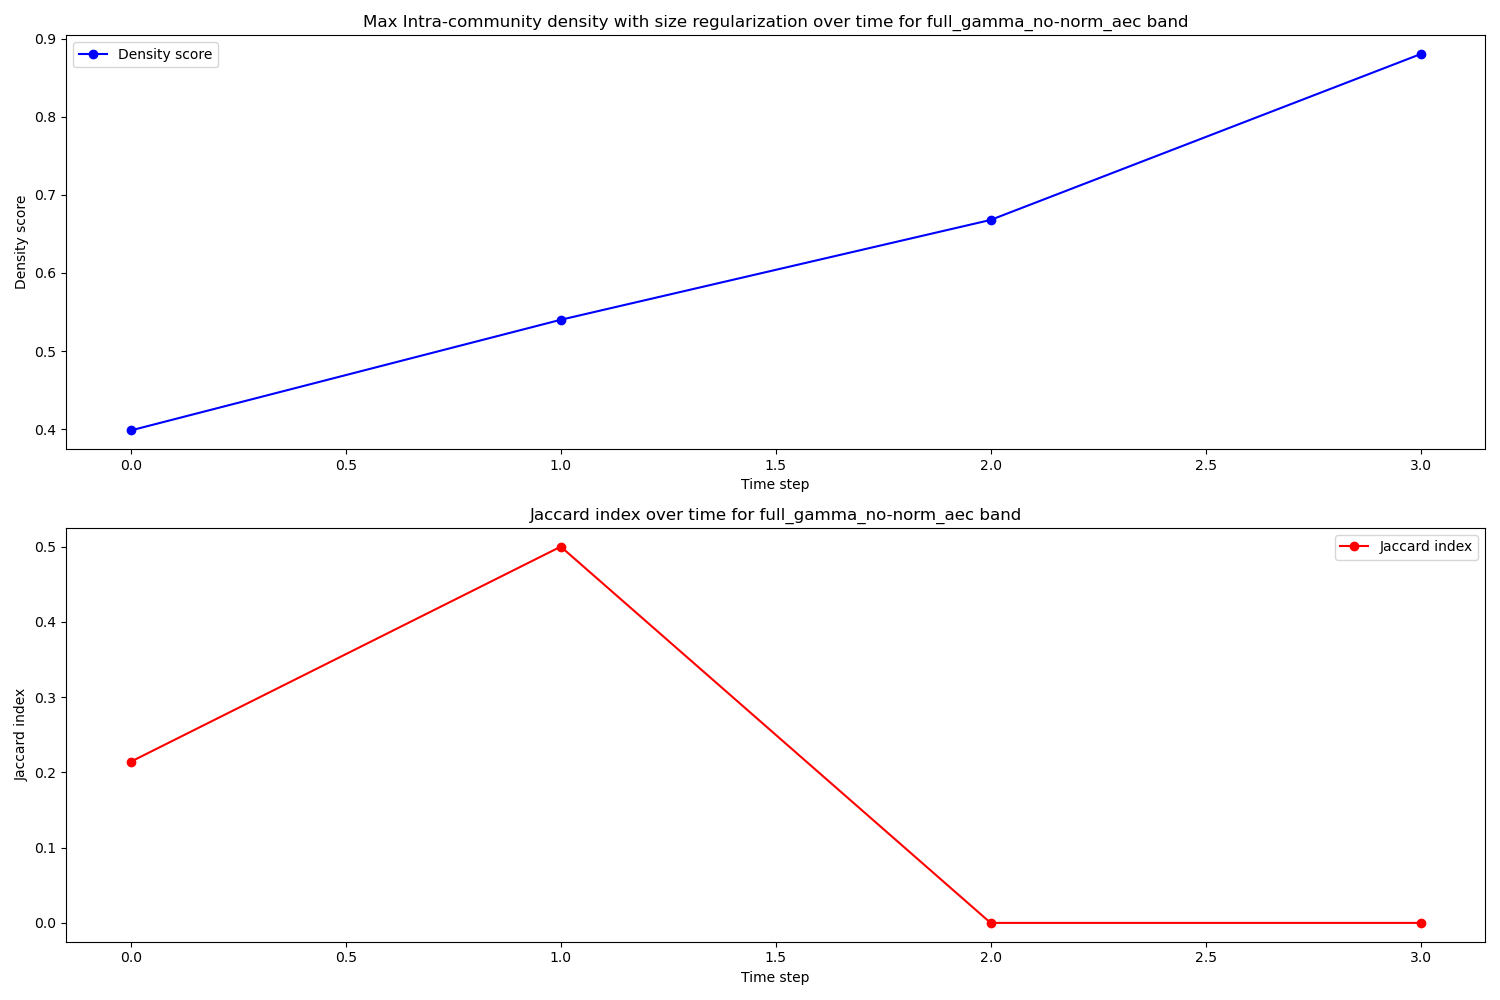 Max Intra-community density with size regularization over time for full_gamma_no-norm_aec band
Density score
0.9
0.8
0.7
0.6
0.5
0.4
Density score
0.0 0.5 1.0 1.5 2.0 2.5 3.0
Time step
Jaccard index over time for full_gamma_no-norm_aec band
Jaccard index
0.5
0.4
0.3
0.2
0.1
0.0
Jaccard index
0.0 0.5 1.0 1.5 2.0 2.5 3.0
Time step